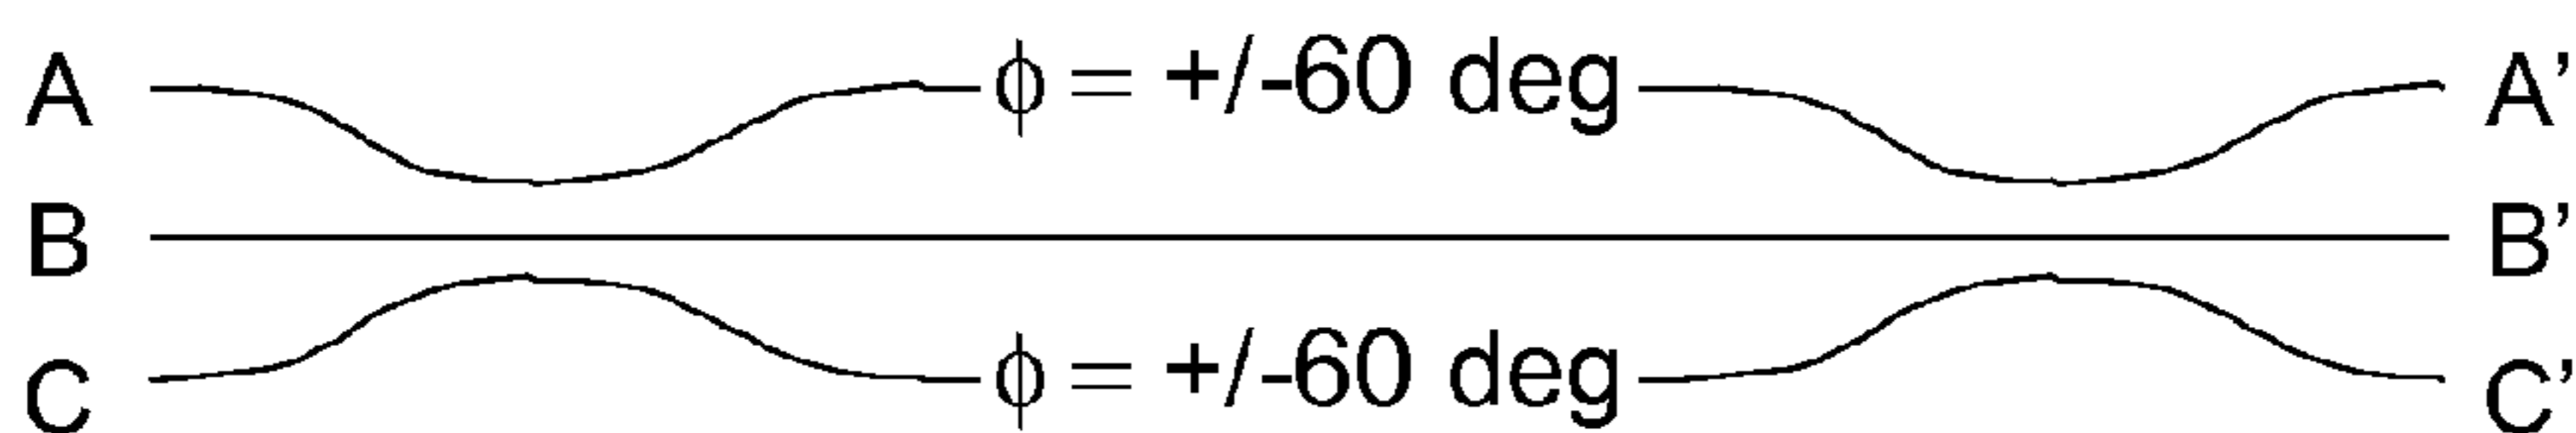 A ϕ = +/-60 deg A’
B B’
C ϕ = +/-60 deg C’